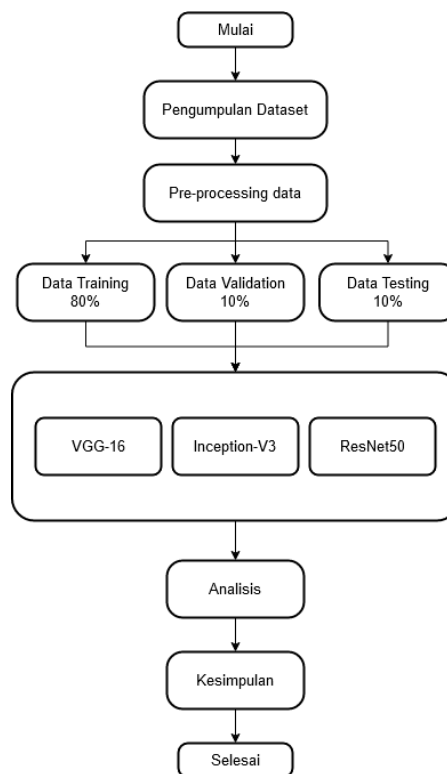 Mulai
Pengumpulan Dataset
Pre-processing data
Data Training
80%
Data Validation
10%
Data Testing
10%
VGG-16
Inception-V3
ResNet50
Analisis
Kesimpulan
Selesai